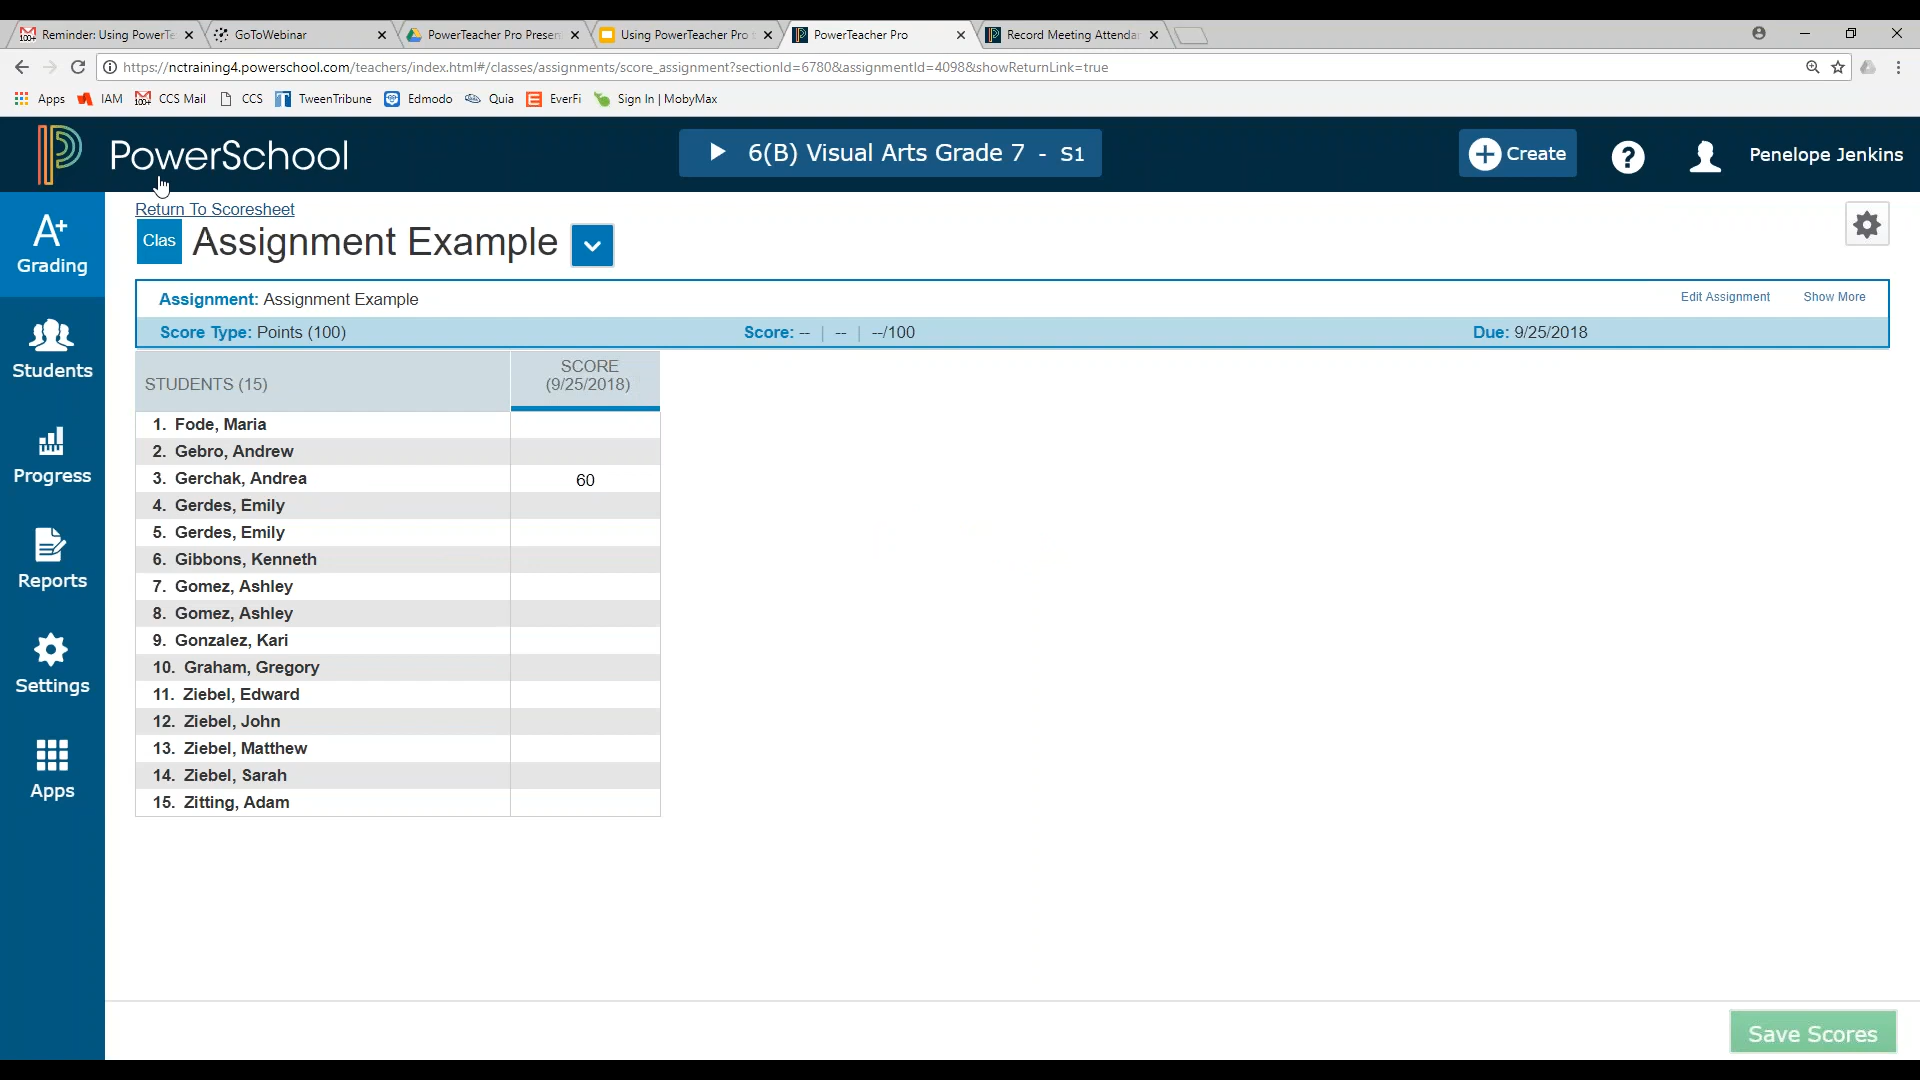 Reminder: Using PowerTe
GoToWebinar
PowerTeacher Pro Presen
Using PowerTeacher Pro t
PowerTeacher Pro
Record Meeting Attendan
https://nctraining4.powerschool.com/teachers/index.html#/classes/assignments/score_assignment?sectionId=6780&assignmentId=4098&showReturnLink=true
Apps IAM CCS Mail CCS TweenTribune Edmodo Quia EverFi Sign In | MobyMax
PowerSchool
6(B) Visual Arts Grade 7 - S1
Create
?
Penelope Jenkins
A+
Grading
Students
Progress
Reports
Settings
Apps
Return To Scoresheet
Clas Assignment Example
Assignment: Assignment Example Edit Assignment Show More
Score Type: Points (100) Score: -- | -- | --/100 Due: 9/25/2018
STUDENTS (15) SCORE
(9/25/2018)
1. Fode, Maria
2. Gebro, Andrew
3. Gerchak, Andrea 60
4. Gerdes, Emily
5. Gerdes, Emily
6. Gibbons, Kenneth
7. Gomez, Ashley
8. Gomez, Ashley
9. Gonzalez, Kari
10. Graham, Gregory
11. Ziebel, Edward
12. Ziebel, John
13. Ziebel, Matthew
14. Ziebel, Sarah
15. Zitting, Adam
Save Scores